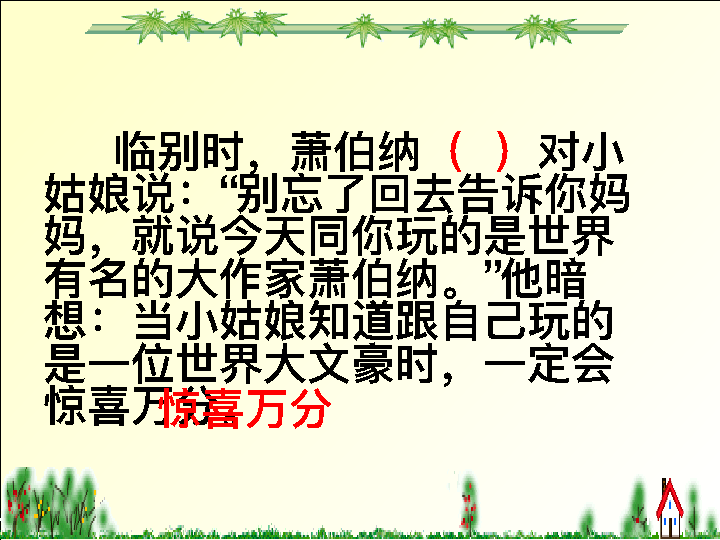 临别时，萧伯纳（ ）对小
姑娘说：“别忘了回去告诉你妈
妈，就说今天同你玩的是世界
有名的大作家萧伯纳。”他暗
想：当小姑娘知道跟自己玩的
是一位世界大文豪时，一定会
惊喜万分
惊喜万分